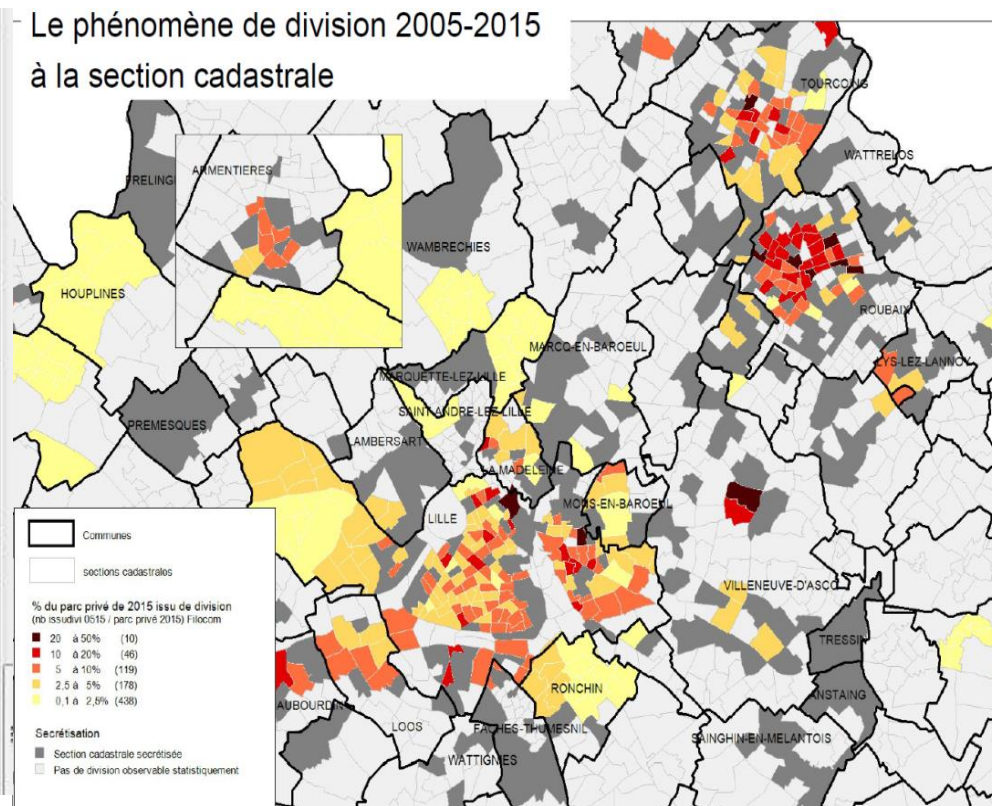 Le phénomène de division 2005-2015
à la section cadastrale
TOURCOING
ARMENTIERES
FRELING
WATTRELOS
WAMBRECHIES
HOUPLINES
ROUBAIX
MARCQ-EN-BAROEUL
LYS-LEZ-LANNOY
MARQUETTE-LEZ-LILLE
SAINT-ANDRE-LEZ-LILLE
PREMESQUES
LAMBERSART
LA MADELEINE
MONS-EN-BAROEUL
LILLE
VILLENEUVE-D'ASCQ
TRESSIN
RONCHIN
ANSTAING
AUBOURDIN
LOOS
FACHES-THUMESNIL
SAINGHIN-EN-MELANTOIS
WATTIGNIES
Communes
sections cadastrales
% du parc privé de 2015 issu de division
(nb issudivi 0515 / parc privé 2015) Filocom
20 à 50% (10)
10 à 20% (46)
5 à 10% (119)
2,5 à 5% (178)
0,1 à 2,5% (438)
Secrétisation
Section cadastrale secrétisée
Pas de division observable statistiquement